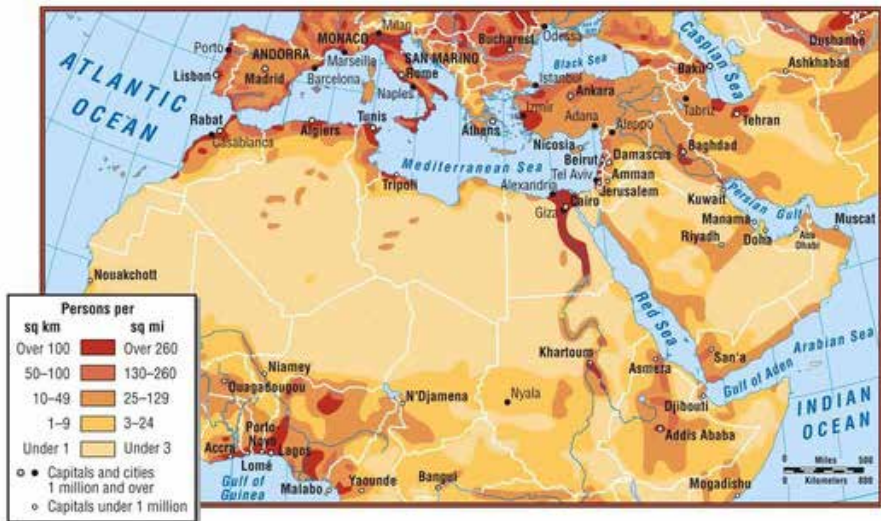 Milan
MONACO
Bucharest
Odessa
Dushanbe
Porto
ANDORRA
SAN MARINO
Caspian Sea
Black Sea
Marseille
Lisbon
Madrid
Rome
Istanbul
Baku
Ashkhabad
Barcelona
Naples
Ankara
ATLANTIC
OCEAN
Izmir
Tabriz
Rabat
Algiers
Tunis
Athens
Adana
Aleppo
Tehran
Casablanca
Nicosia
Beirut
Damascus
Baghdad
Mediterranean Sea
Tel Aviv
Amman
Tripoli
Alexandria
Jerusalem
Cairo
Giza
Kuwait
Persian Gulf
Manama
Muscat
Doha
Abu
Dhabi
Riyadh
Nouakchott
Red Sea
Persons per
sq km
sq mi
Over 100
Over 260
50–100
130–260
10–49
25–129
1–9
3–24
Under 1
Under 3
Capitals and cities
1 million and over
Capitals under 1 million
Niamey
Ouagadougou
N'Djamena
Nyala
Khartoum
Asmera
San'a
Arabian Sea
Gulf of Aden
Djibouti
INDIAN
OCEAN
Addis Ababa
Porto-
Novo
Accra
Lagos
Lomé
Gulf of
Guinea
Malabo
Yaounde
Bangui
Mogadishu
0 Miles 500
0 Kilometers 800